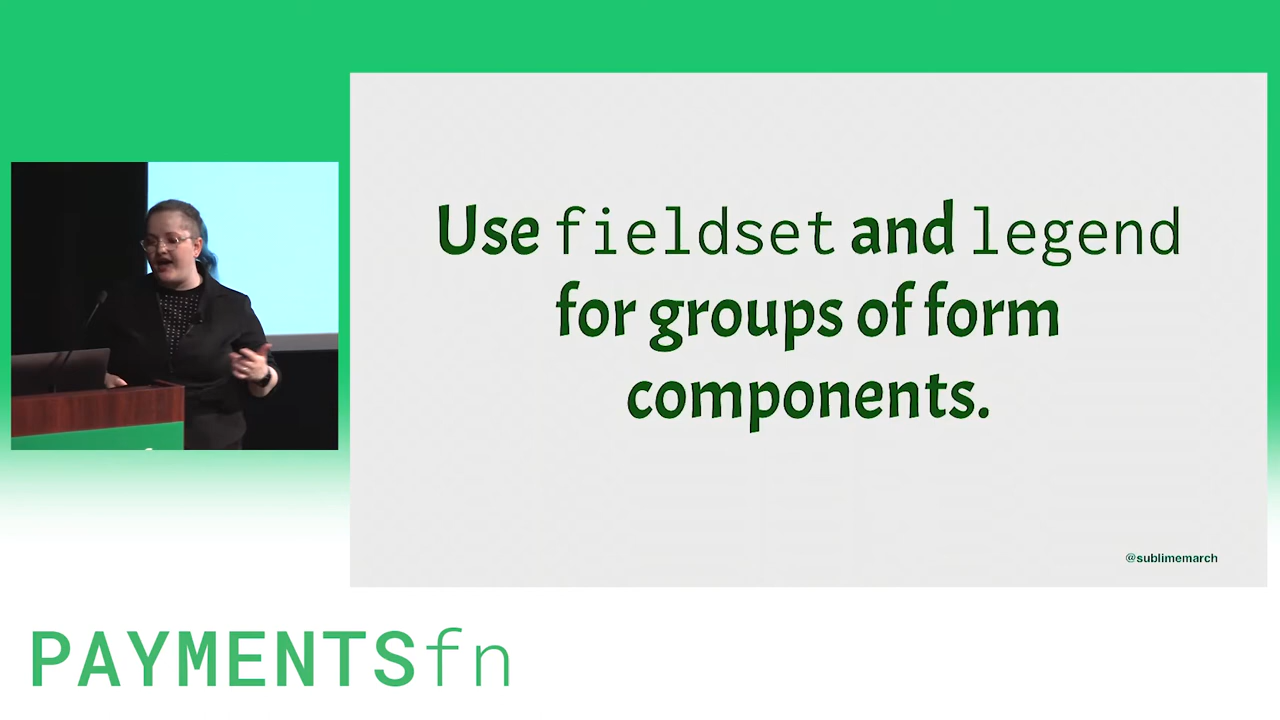 Use fieldset and legend
for groups of form
components.
@sublimemarch
PAYMENTSfn